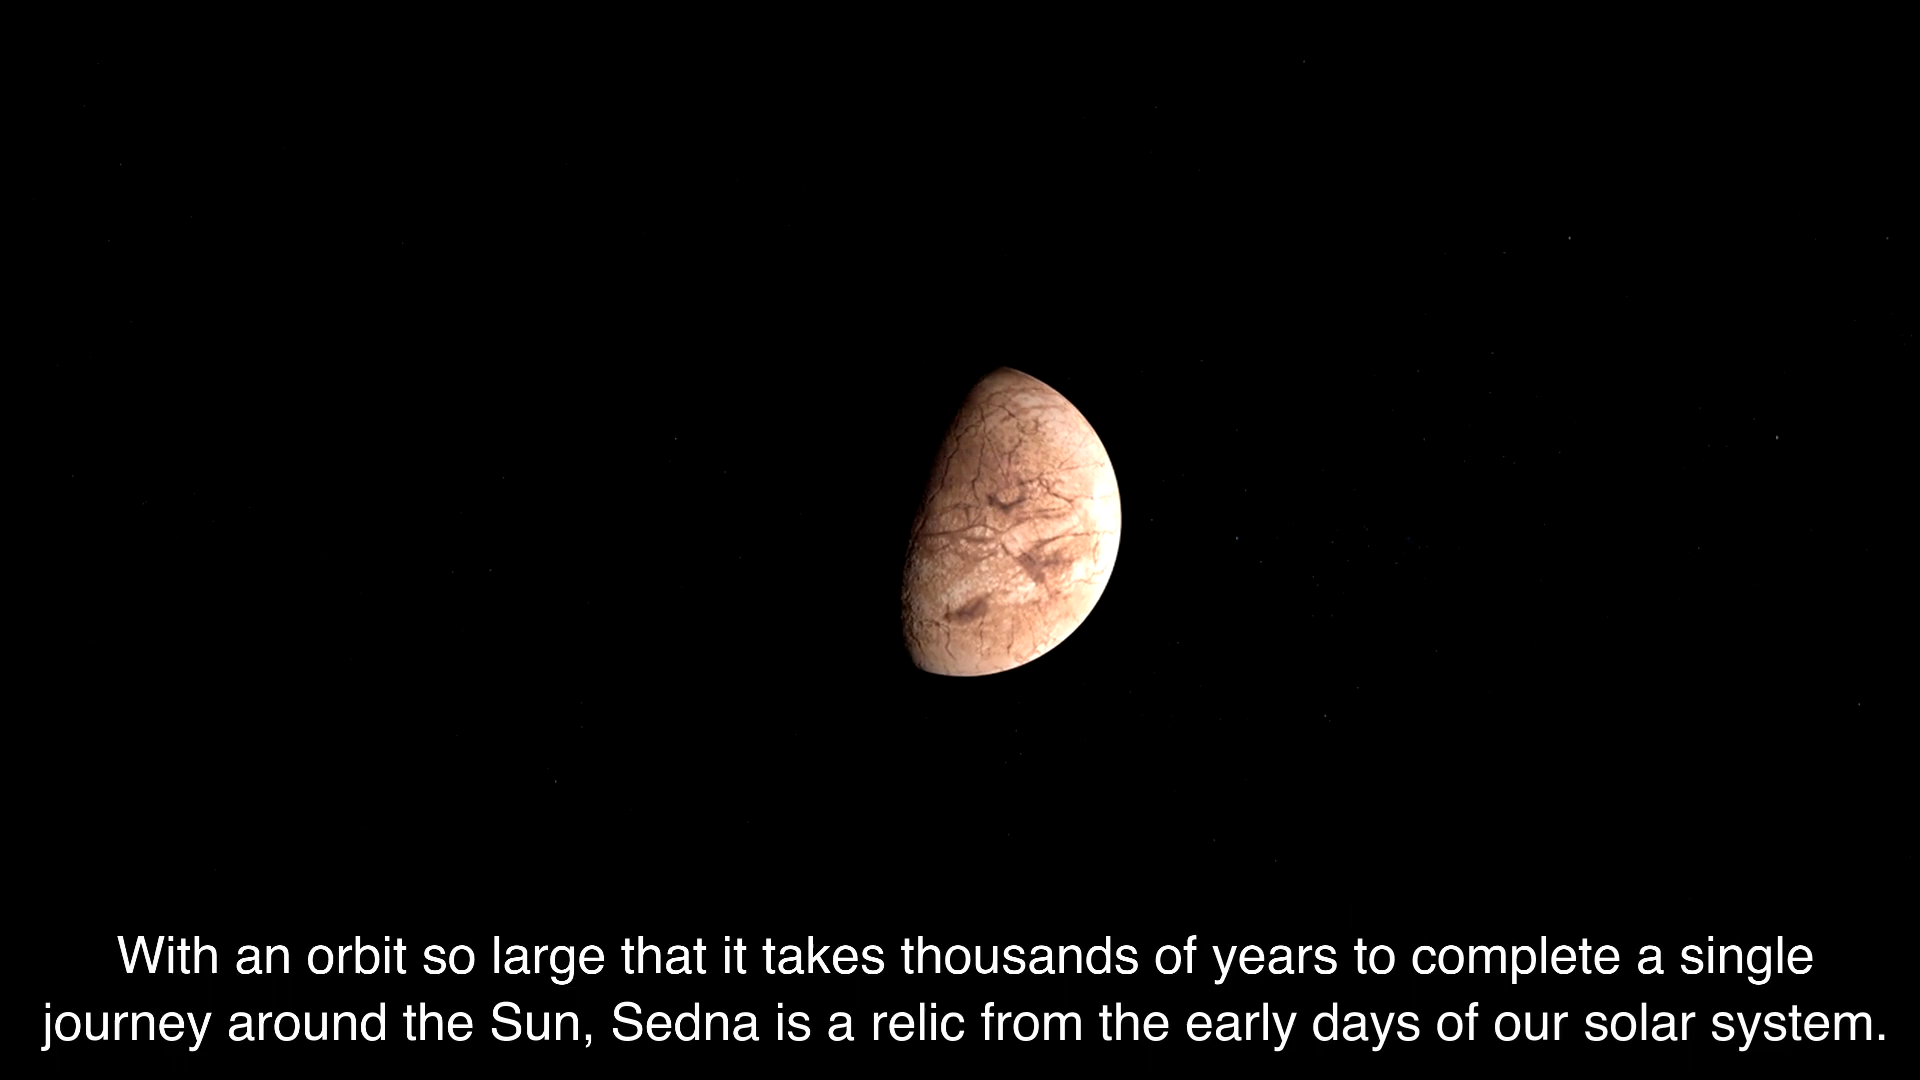 With an orbit so large that it takes thousands of years to complete a single
journey around the Sun, Sedna is a relic from the early days of our solar system.